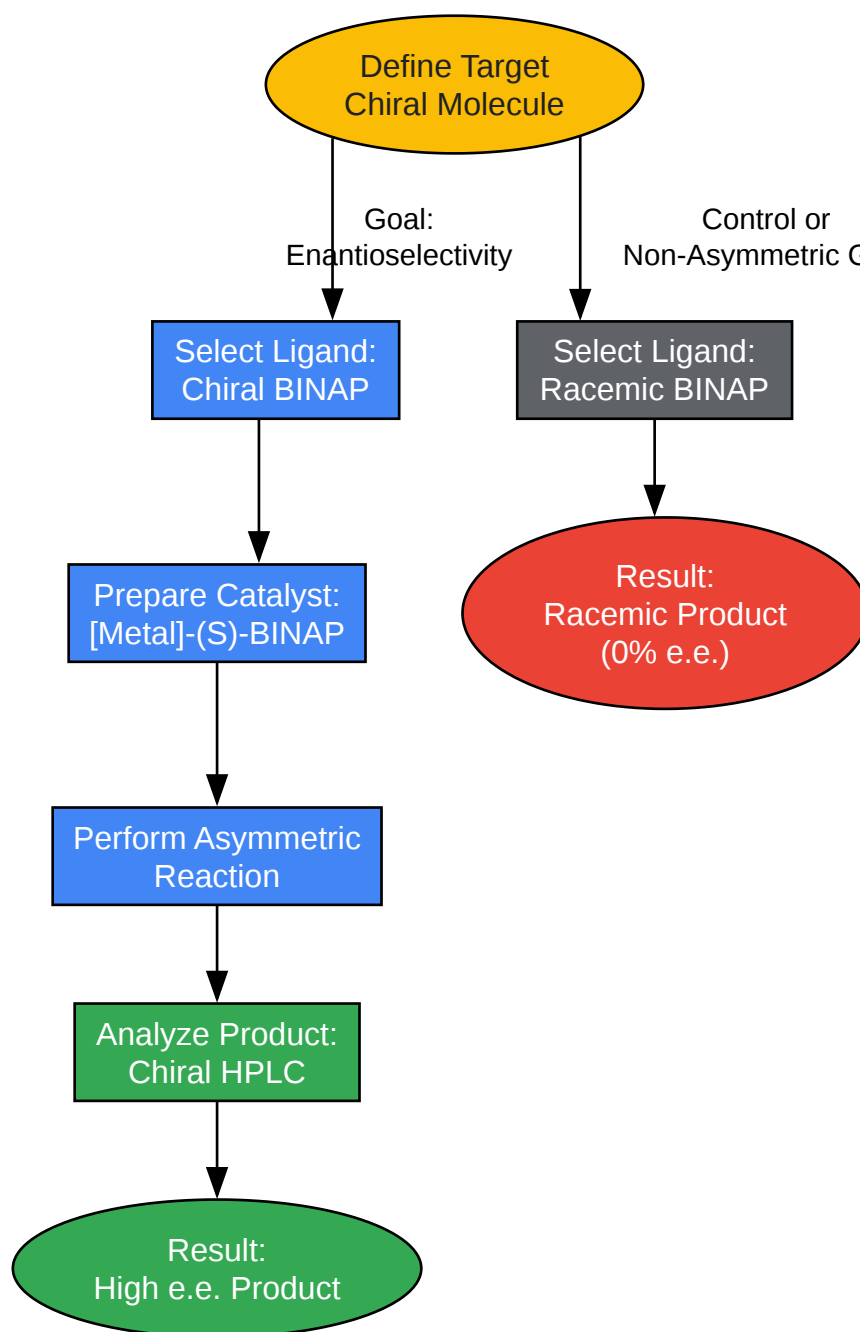 Define Target
Chiral Molecule
Goal:
Enantioselectivity
Control or
Non-Asymmetric
Select Ligand:
Chiral BINAP
Select Ligand:
Racemic BINAP
Prepare Catalyst:
[Metal]-(S)-BINAP
Result:
Racemic Product
(0% e.e.)
Perform Asymmetric
Reaction
Analyze Product:
Chiral HPLC
Result:
High e.e. Product